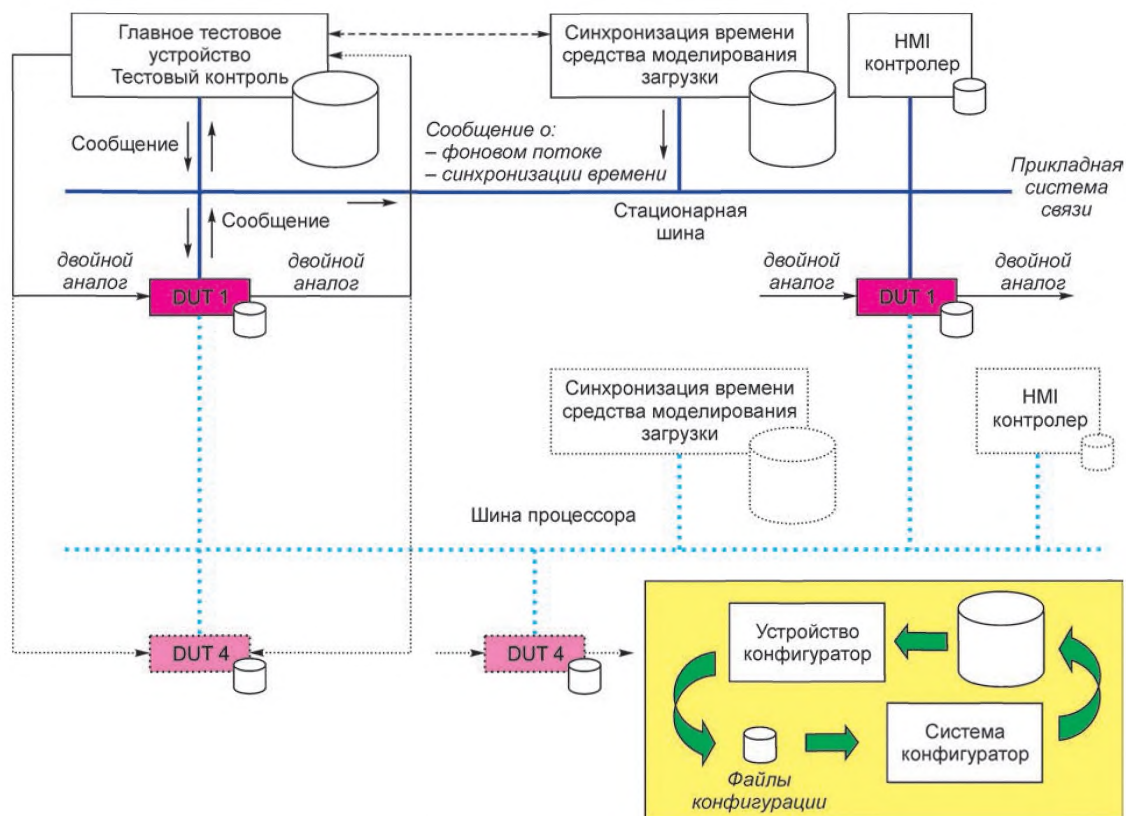 Главное тестовое
устройство
Тестовый контроль
Синхронизация времени
средства моделирования
загрузки
HMI
контролер
Сообщение
Сообщение о:
– фоновом потоке
– синхронизации времени
Прикладная
система
связи
Сообщение
Стационарная
шина
двойной
аналог
двойной
аналог
двойной
аналог
двойной
аналог
DUT 1
DUT 1
Синхронизация времени
средства моделирования
загрузки
HMI
контролер
Шина процессора
DUT 4
DUT 4
Устройство
конфигуратор
Система
конфигуратор
Файлы
конфигурации